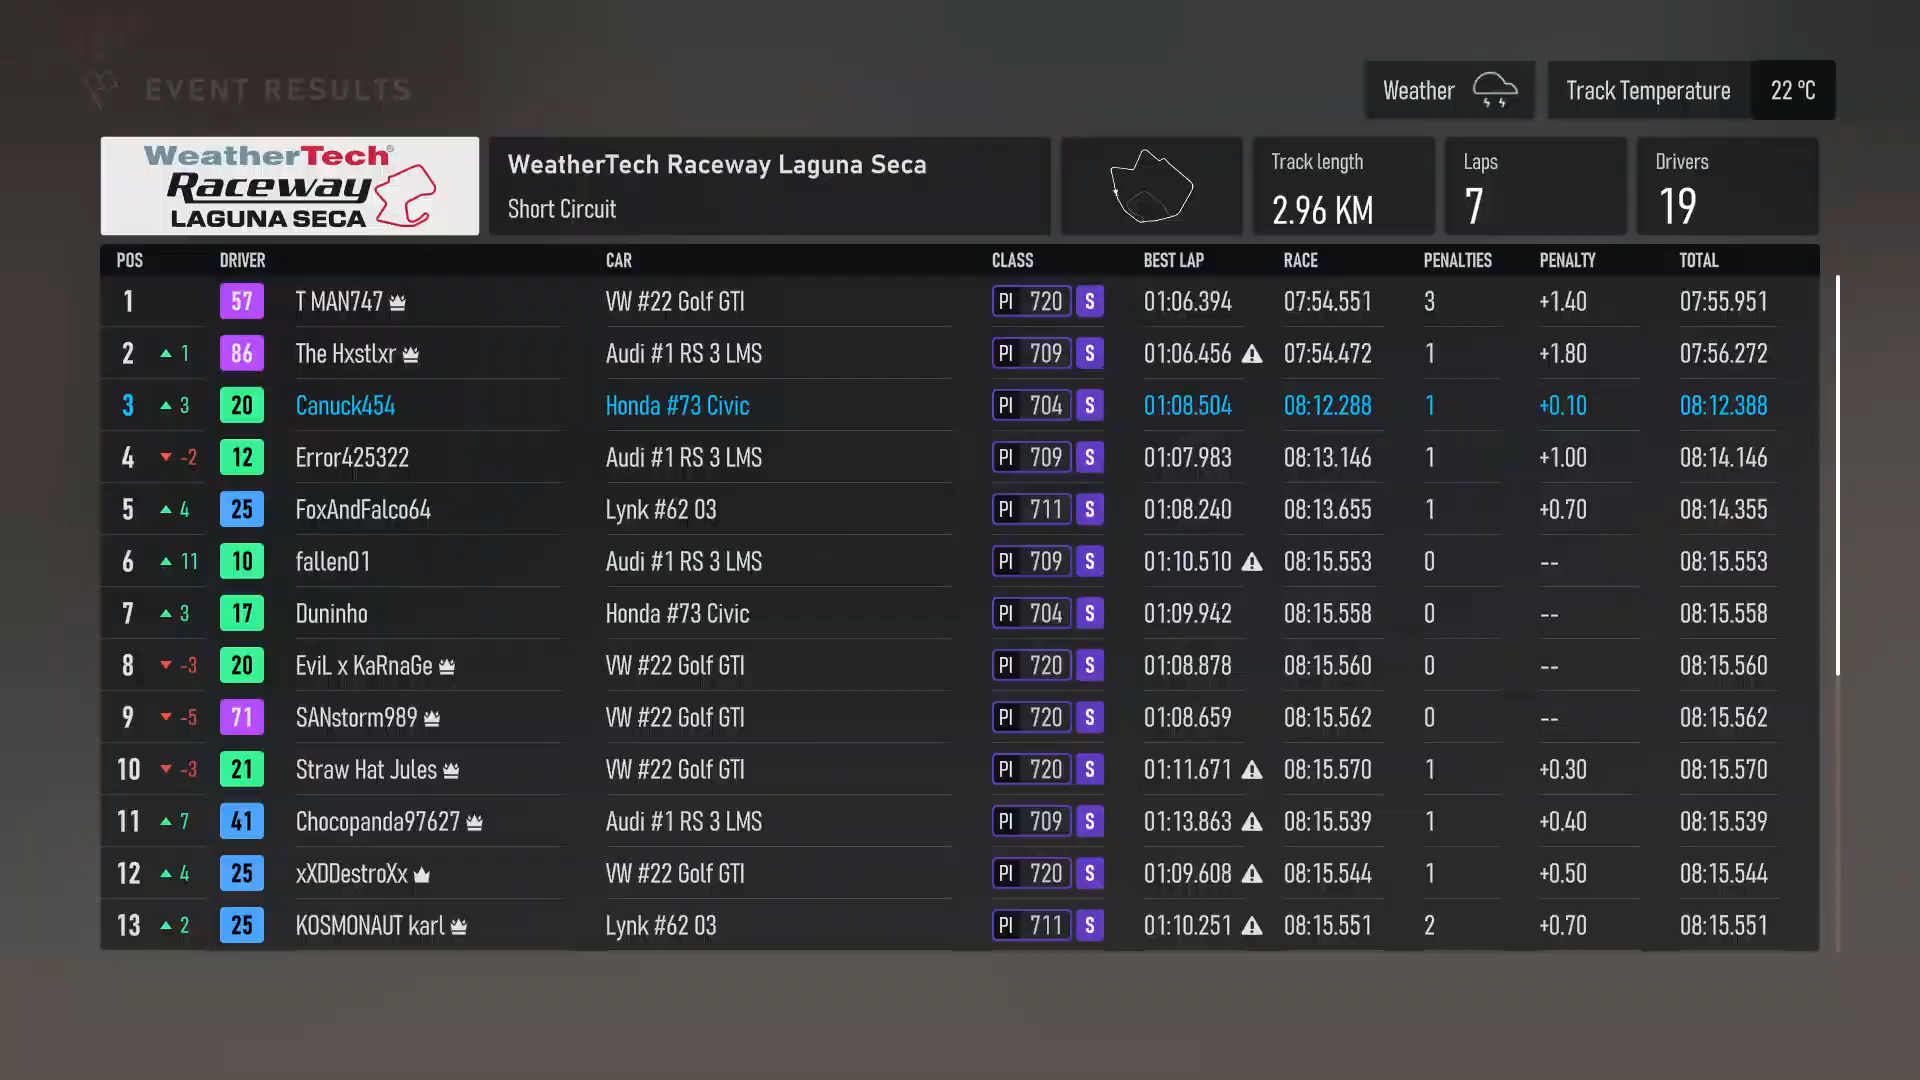 EVENT RESULTS
Weather
Track Temperature 22 °C
WeatherTech®
Raceway
LAGUNA SECA
WeatherTech Raceway Laguna Seca
Short Circuit
Track length
2.96 KM
Laps
7
Drivers
19
POS DRIVER CAR CLASS BEST LAP RACE PENALTIES PENALTY TOTAL
1 57 T MAN747 VW #22 Golf GTI PI 720 S 01:06.394 07:54.551 3 +1.40 07:55.951
2 1 86 The Hxstlxr Audi #1 RS 3 LMS PI 709 S 01:06.456 07:54.472 1 +1.80 07:56.272
3 3 20 Canuck454 Honda #73 Civic PI 704 S 01:08.504 08:12.288 1 +0.10 08:12.388
4 -2 12 Error425322 Audi #1 RS 3 LMS PI 709 S 01:07.983 08:13.146 1 +1.00 08:14.146
5 4 25 FoxAndFalco64 Lynk #62 03 PI 711 S 01:08.240 08:13.655 1 +0.70 08:14.355
6 11 10 fallen01 Audi #1 RS 3 LMS PI 709 S 01:10.510 08:15.553 0 -- 08:15.553
7 3 17 Duninho Honda #73 Civic PI 704 S 01:09.942 08:15.558 0 -- 08:15.558
8 -3 20 EviL x KaRnaGe VW #22 Golf GTI PI 720 S 01:08.878 08:15.560 0 -- 08:15.560
9 -5 71 SANstorm989 VW #22 Golf GTI PI 720 S 01:08.659 08:15.562 0 -- 08:15.562
10 -3 21 Straw Hat Jules VW #22 Golf GTI PI 720 S 01:11.671 08:15.570 1 +0.30 08:15.570
11 7 41 Chocopanda97627 Audi #1 RS 3 LMS PI 709 S 01:13.863 08:15.539 1 +0.40 08:15.539
12 4 25 xXDDestroXx VW #22 Golf GTI PI 720 S 01:09.608 08:15.544 1 +0.50 08:15.544
13 2 25 KOSMONAUT karl Lynk #62 03 PI 711 S 01:10.251 08:15.551 2 +0.70 08:15.551